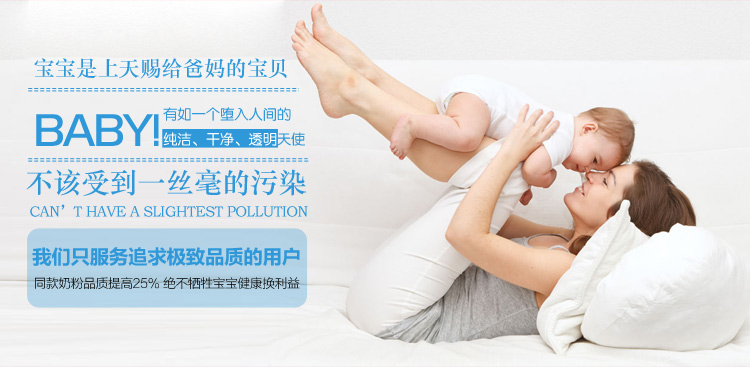 宝宝是上天赐给爸妈的宝贝
BABY!
有如一个堕入人间的
纯洁、干净、透明天使
不该受到一丝毫的污染
CAN'T HAVE A SLIGHTEST POLLUTION
我们只服务追求极致品质的用户
同款奶粉品质提高25% 绝不牺牲宝宝健康换利益